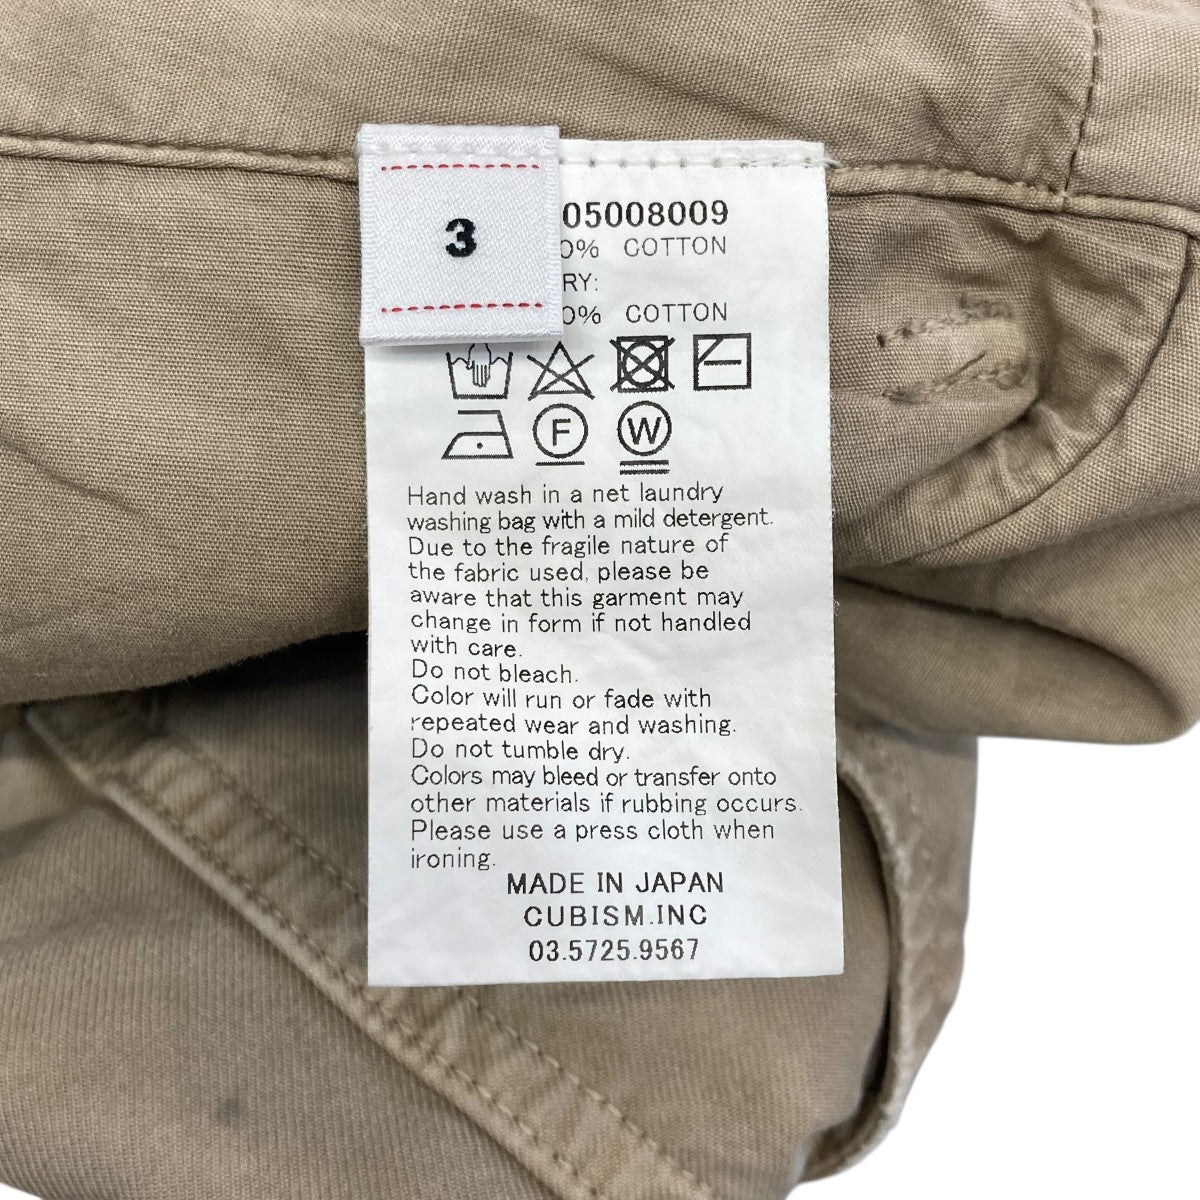 3
05008009
0% COTTON
RY:
0% COTTON
F
W
Hand wash in a net laundry
washing bag with a mild detergent.
Due to the fragile nature of
the fabric used, please be
aware that this garment may
change in form if not handled
with care.
Do not bleach.
Color will run or fade with
repeated wear and washing.
Do not tumble dry.
Colors may bleed or transfer onto
other materials if rubbing occurs.
Please use a press cloth when
ironing.
MADE IN JAPAN
CUBISM.INC
03.5725.9567